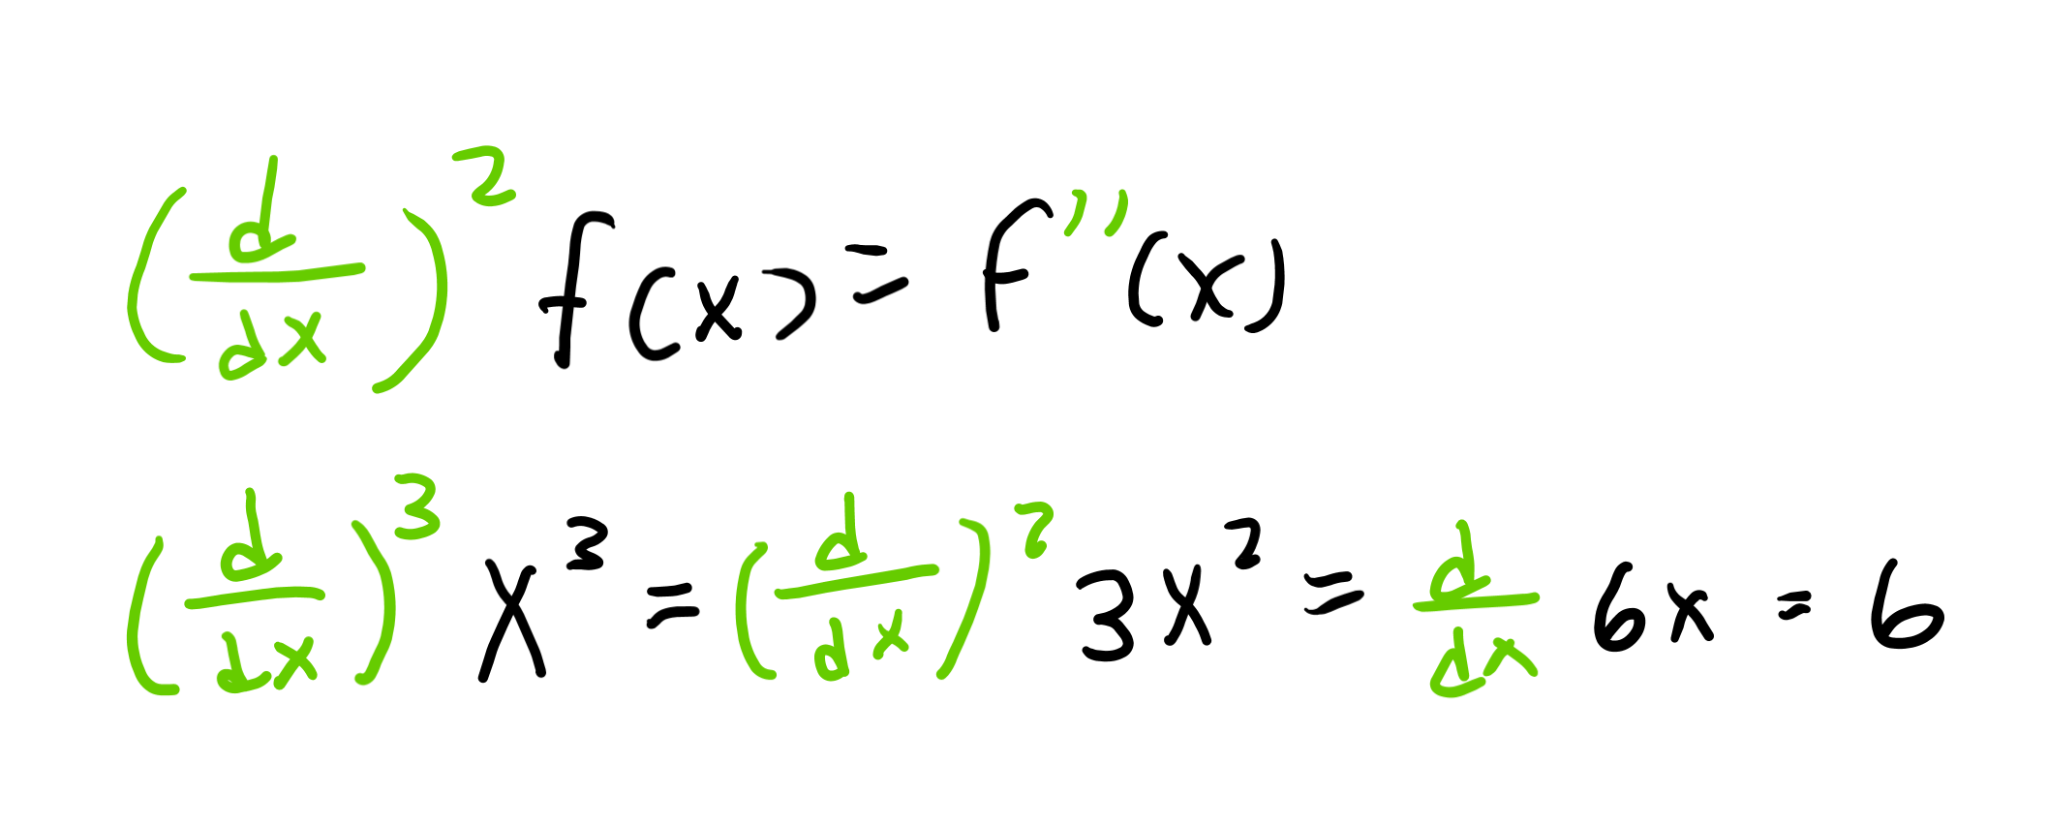 (d/dx)² f(x) = f''(x)
(d/dx)³ x³ = (d/dx)² 3x² = d/dx 6x = 6